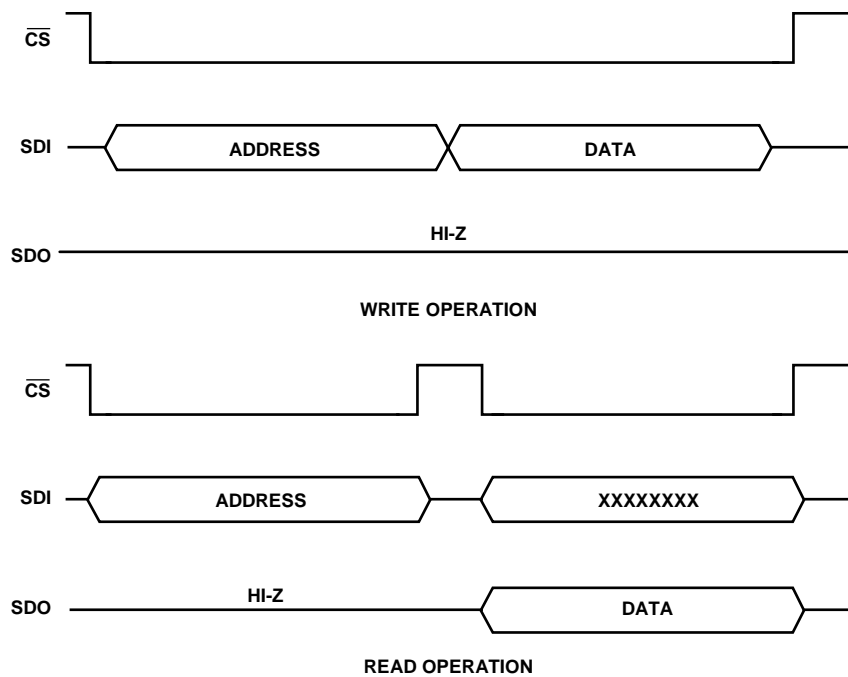 CS
SDI
ADDRESS
DATA
HI-Z
SDO
WRITE OPERATION
CS
SDI
ADDRESS
XXXXXXXX
SDO
HI-Z
DATA
READ OPERATION